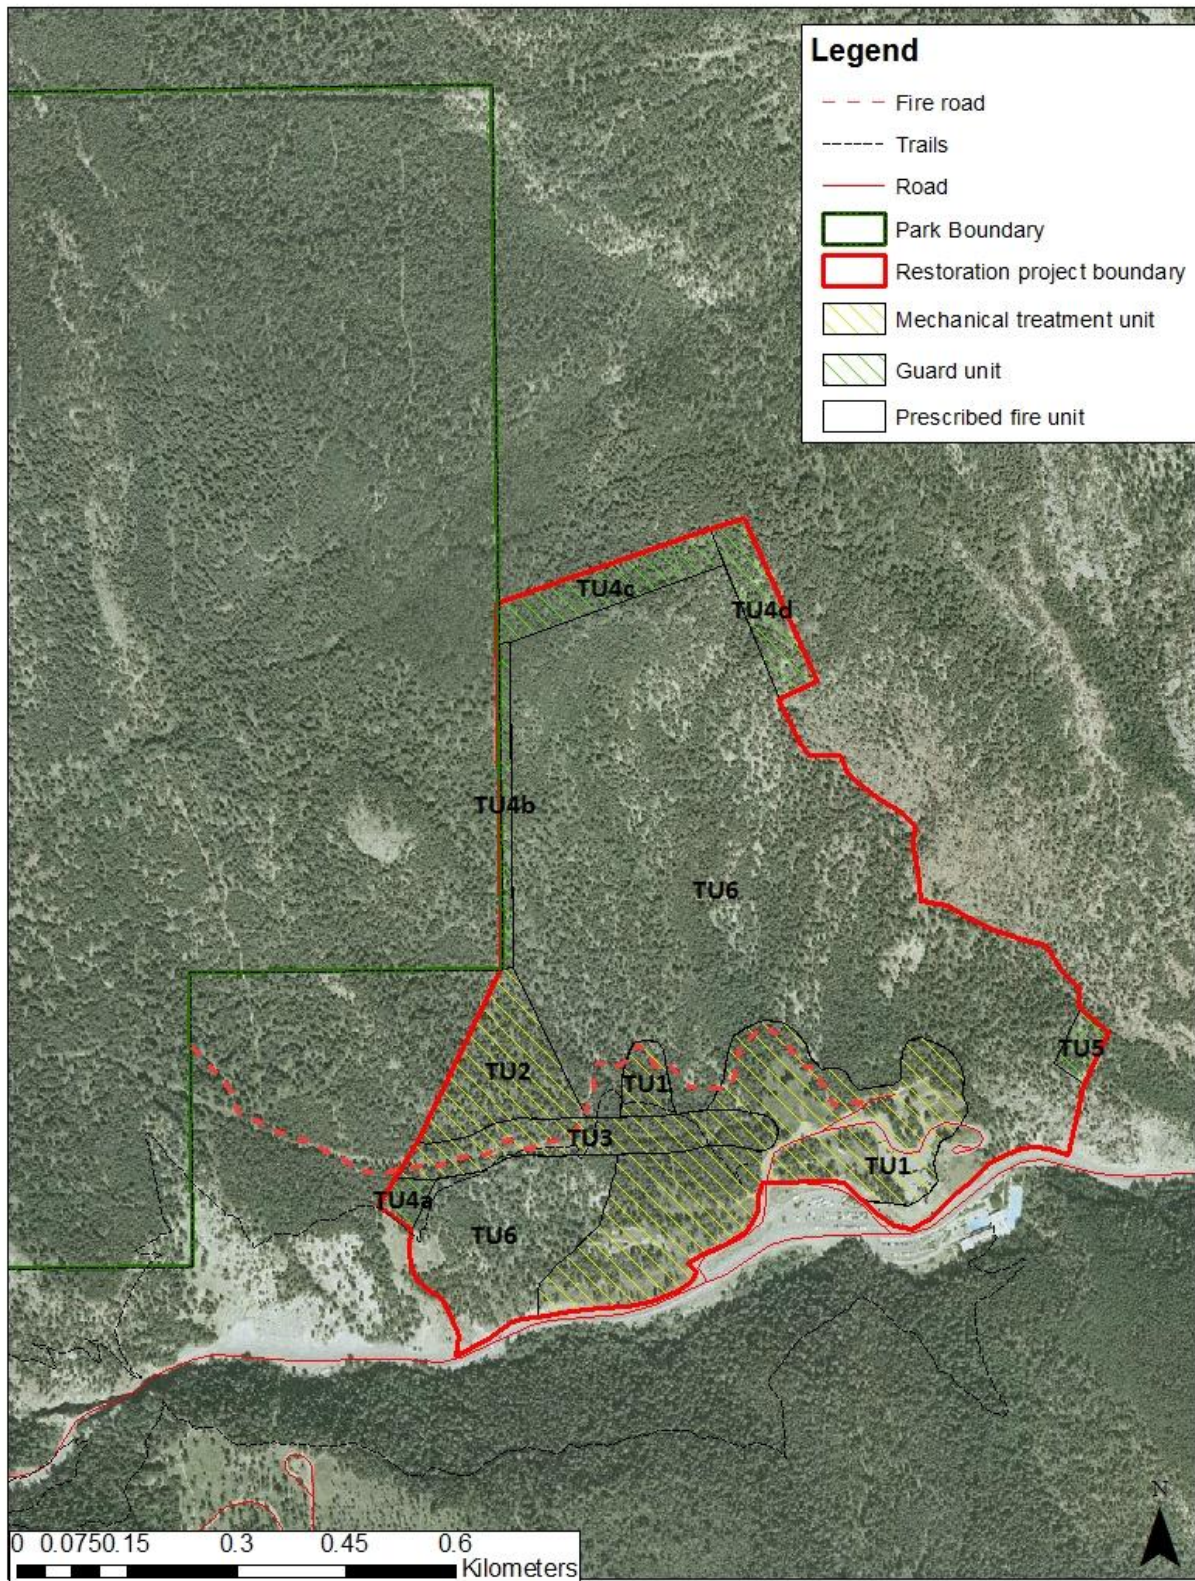 Legend
Fire road
Trails
Road
Park Boundary
Restoration project boundary
Mechanical treatment unit
Guard unit
Prescribed fire unit
TU4c
TU4d
TU4b
TU6
TU5
TU2
TU1
TU3
TU1
TU4a
TU6
N
0 0.0750.15 0.3 0.45 0.6
Kilometers